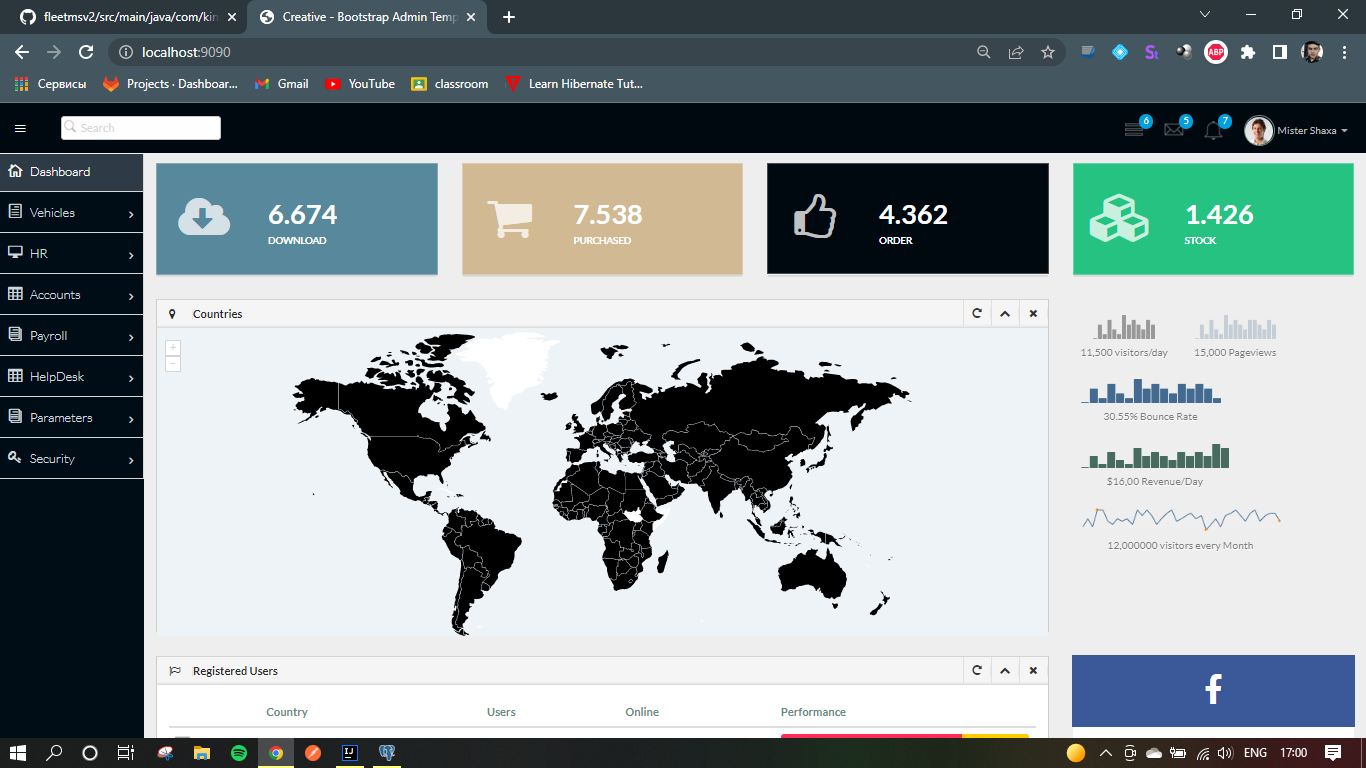 fleetmsv2/src/main/java/com/kin
Creative - Bootstrap Admin Temp
localhost:9090
ABP
Сервисы
Projects · Dashboar...
Gmail
YouTube
classroom
Learn Hibernate Tut...
Search
6
5
7
Mister Shaxa
Dashboard
Vehicles
HR
Accounts
Payroll
HelpDesk
Parameters
Security
6.674
DOWNLOAD
7.538
PURCHASED
4.362
ORDER
1.426
STOCK
Countries
+
−
11,500 visitors/day
15,000 Pageviews
30.55% Bounce Rate
$16,00 Revenue/Day
12,000000 visitors every Month
Registered Users
Country
Users
Online
Performance
ENG
17:00